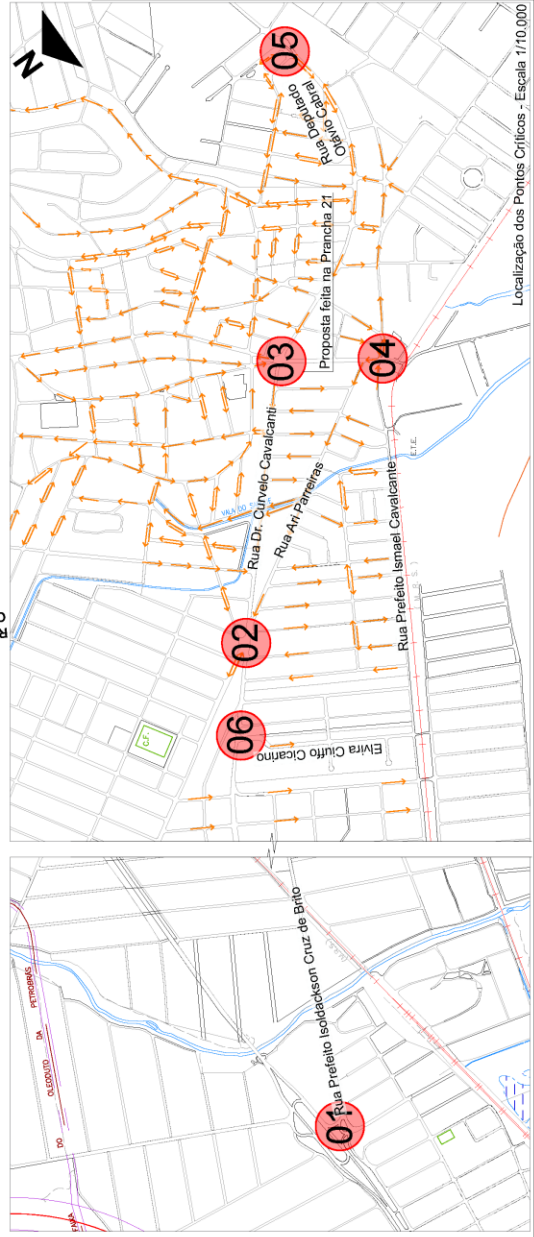 N
05
Rua Deputado
Otávio Cabral
Proposta feita na Prancha 21
03
04
Rua Dr. Curvelo Cavalcanti
Rua Ari Parreiras
Rua Prefeito Ismael Cavalcante
E.T.E.
02
06
C.F.
Elvira Ciuffo Cicarino
Localização dos Pontos Críticos - Escala 1/10.000
FAIXA DO OLEODUTO DA PETROBRÁS
01
Rua Prefeito Isoldackson Cruz de Brito